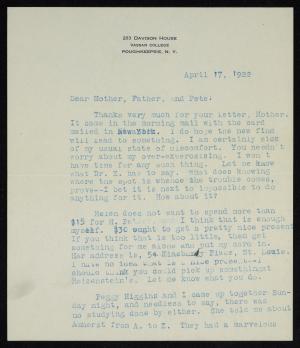 203 DAVISON HOUSE
VASSAR COLLEGE
POUGHKEEPSIE, N. Y.
April 17, 1922
Dear Mother, Father, and Pete:
Thanks very much for your letter, Mother.
It came in the morning mail with the card
mailed in New York. I do hope the new find
will lead to something. I am certainly sick
of my usual state of discomfort. You needn't
worry about my over-exercising. I won't
have time for any such thing. Let me know
what Dr. Z. has to say. What does knowing
where the spot is whence the trouble comes,
prove--I bet it is next to impossible to do
anything for it. How about it?
Helen does not want to spend more than
$15 for H. and I think that is enough
myself. $30 ought to get a pretty nice present
If you think that is too little, then get
something for me alone and put my card in.
Her address is, 54 Place, St. Louis.
I have no idea what is a nice present--I
should think you could pick up something at
Heizenstein's. Let me know what you do.
Peggy Higgins and I came up together Sun-
day night, and needless to say, there was
no studying done by either. She told me about
Amherst from A. to Z. They had a marvelous